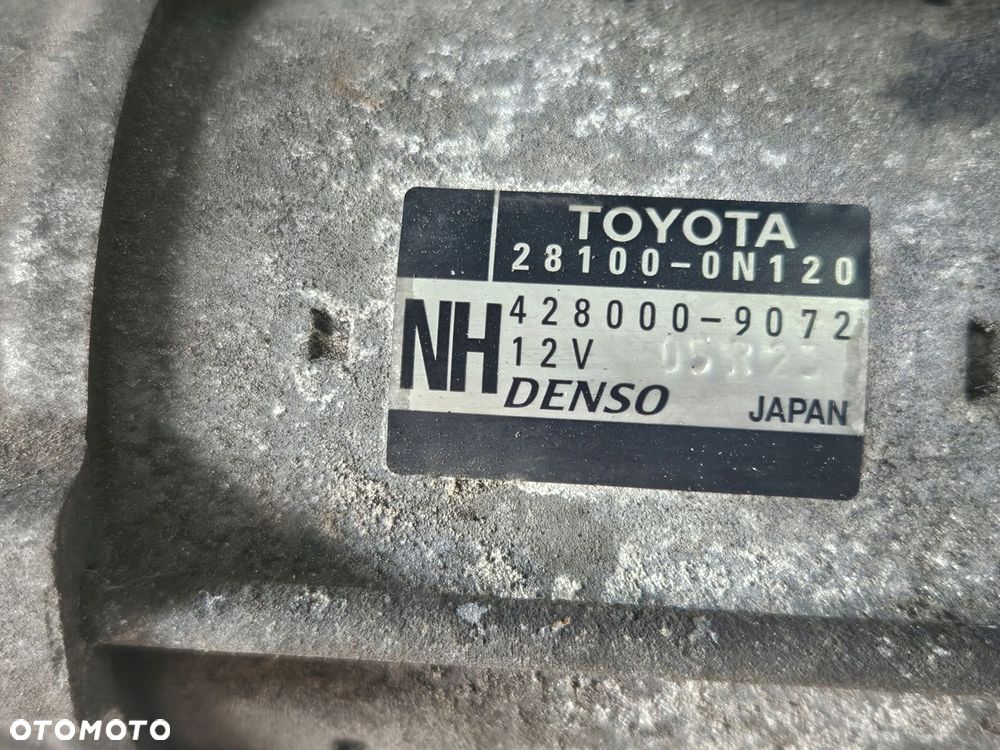 TOYOTA
28100-0N120
NH
428000-9072
12V
DENSO JAPAN
OTOMOTO